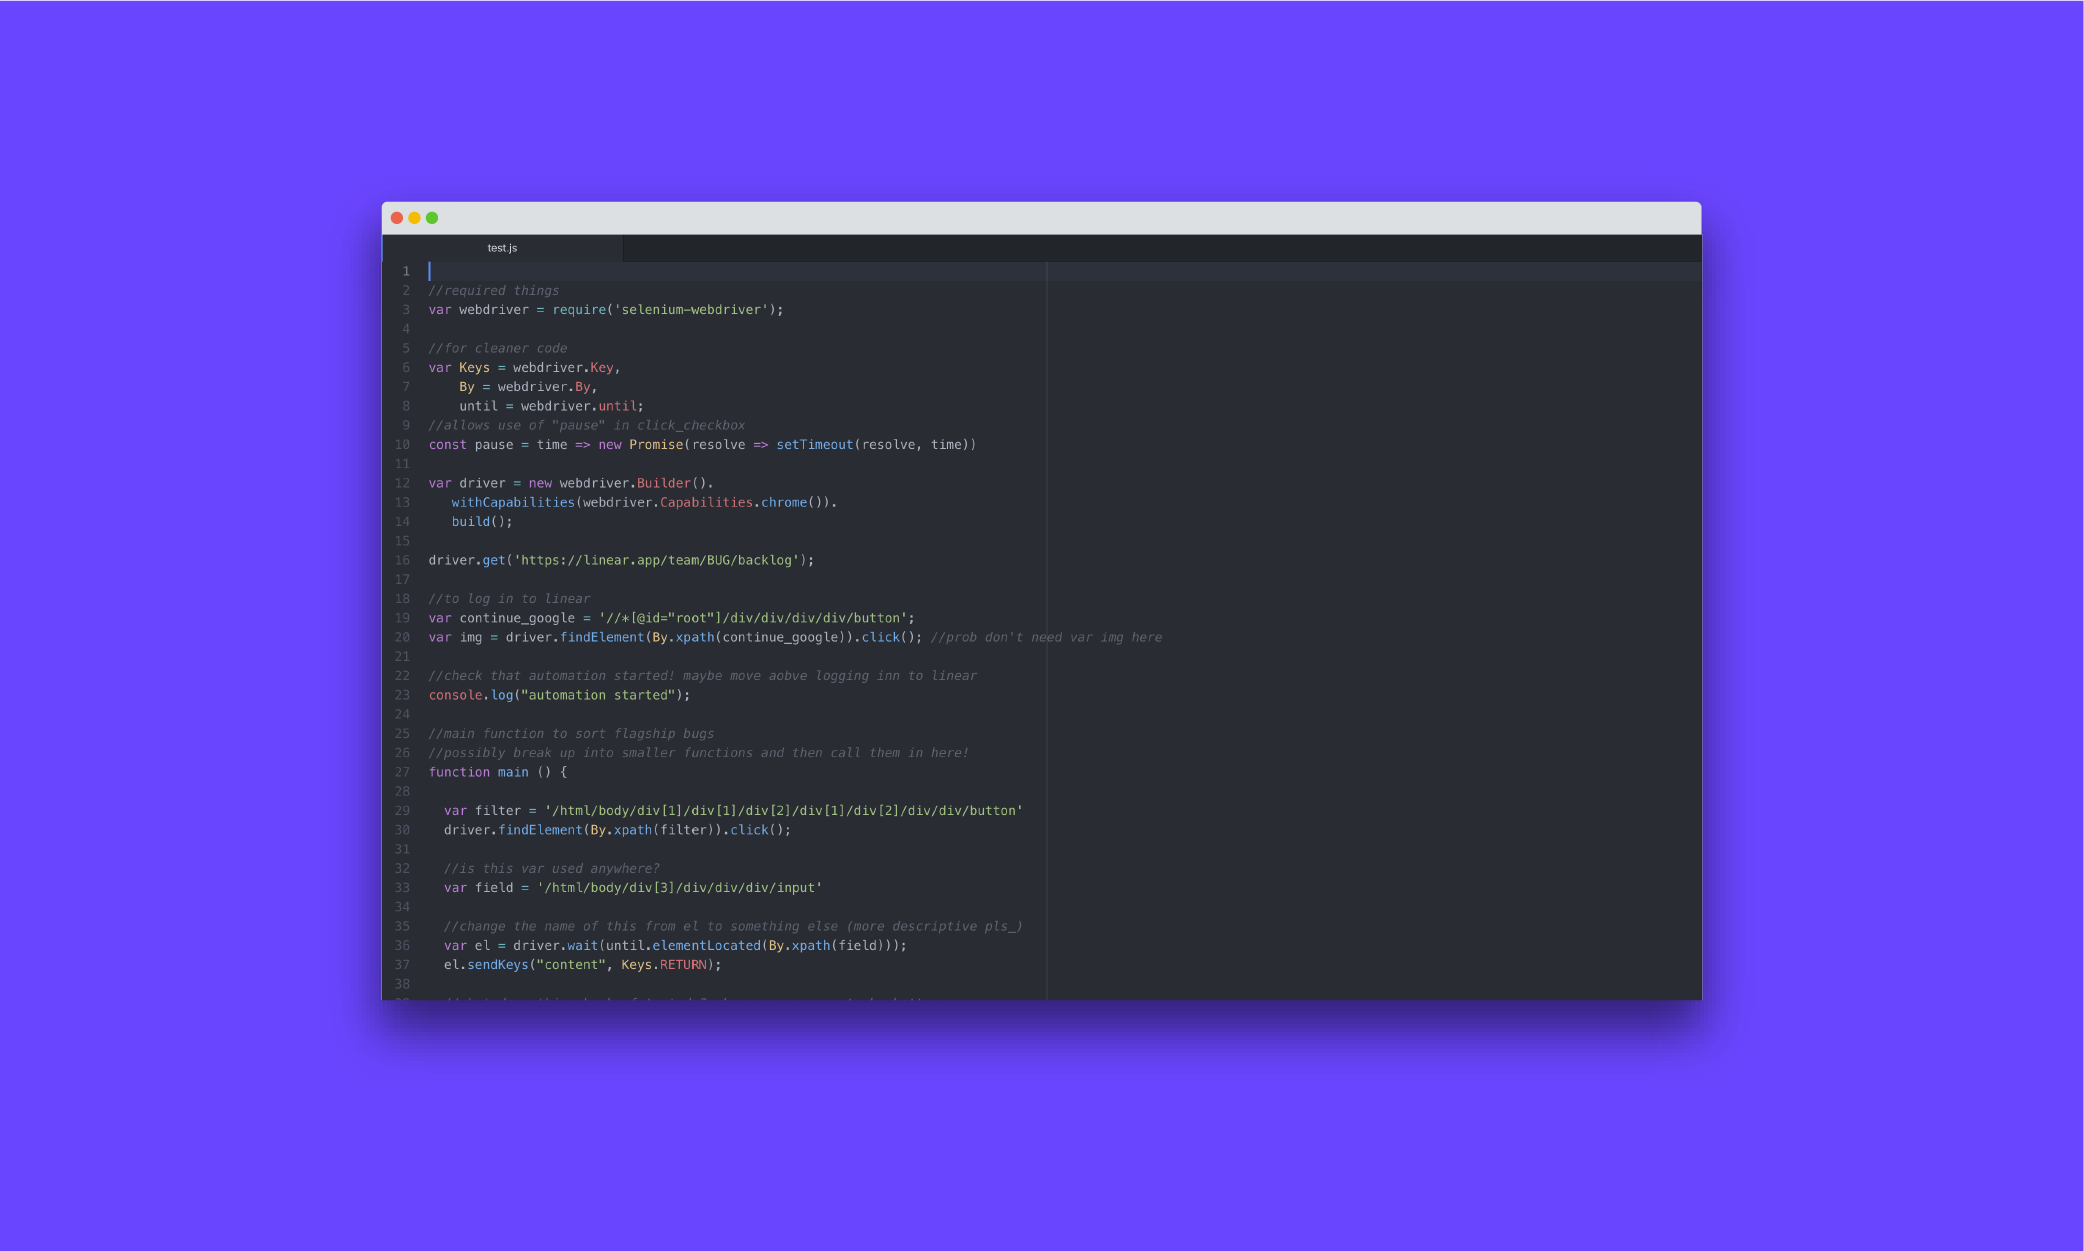 test.js
1
2 //required things
3 var webdriver = require('selenium-webdriver');
4
5 //for cleaner code
6 var Keys = webdriver.Key,
7     By = webdriver.By,
8     until = webdriver.until;
9 //allows use of "pause" in click_checkbox
10 const pause = time => new Promise(resolve => setTimeout(resolve, time))
11
12 var driver = new webdriver.Builder().
13    withCapabilities(webdriver.Capabilities.chrome()).
14    build();
15
16 driver.get('https://linear.app/team/BUG/backlog');
17
18 //to log in to linear
19 var continue_google = '//*[@id="root"]/div/div/div/div/button';
20 var img = driver.findElement(By.xpath(continue_google)).click(); //prob don't need var img here
21
22 //check that automation started! maybe move aobve logging inn to linear
23 console.log("automation started");
24
25 //main function to sort flagship bugs
26 //possibly break up into smaller functions and then call them in here!
27 function main () {
28
29   var filter = '/html/body/div[1]/div[1]/div[2]/div[1]/div[2]/div/div/button'
30   driver.findElement(By.xpath(filter)).click();
31
32   //is this var used anywhere?
33   var field = '/html/body/div[3]/div/div/div/input'
34
35   //change the name of this from el to something else (more descriptive pls_)
36   var el = driver.wait(until.elementLocated(By.xpath(field)));
37   el.sendKeys("content", Keys.RETURN);
38